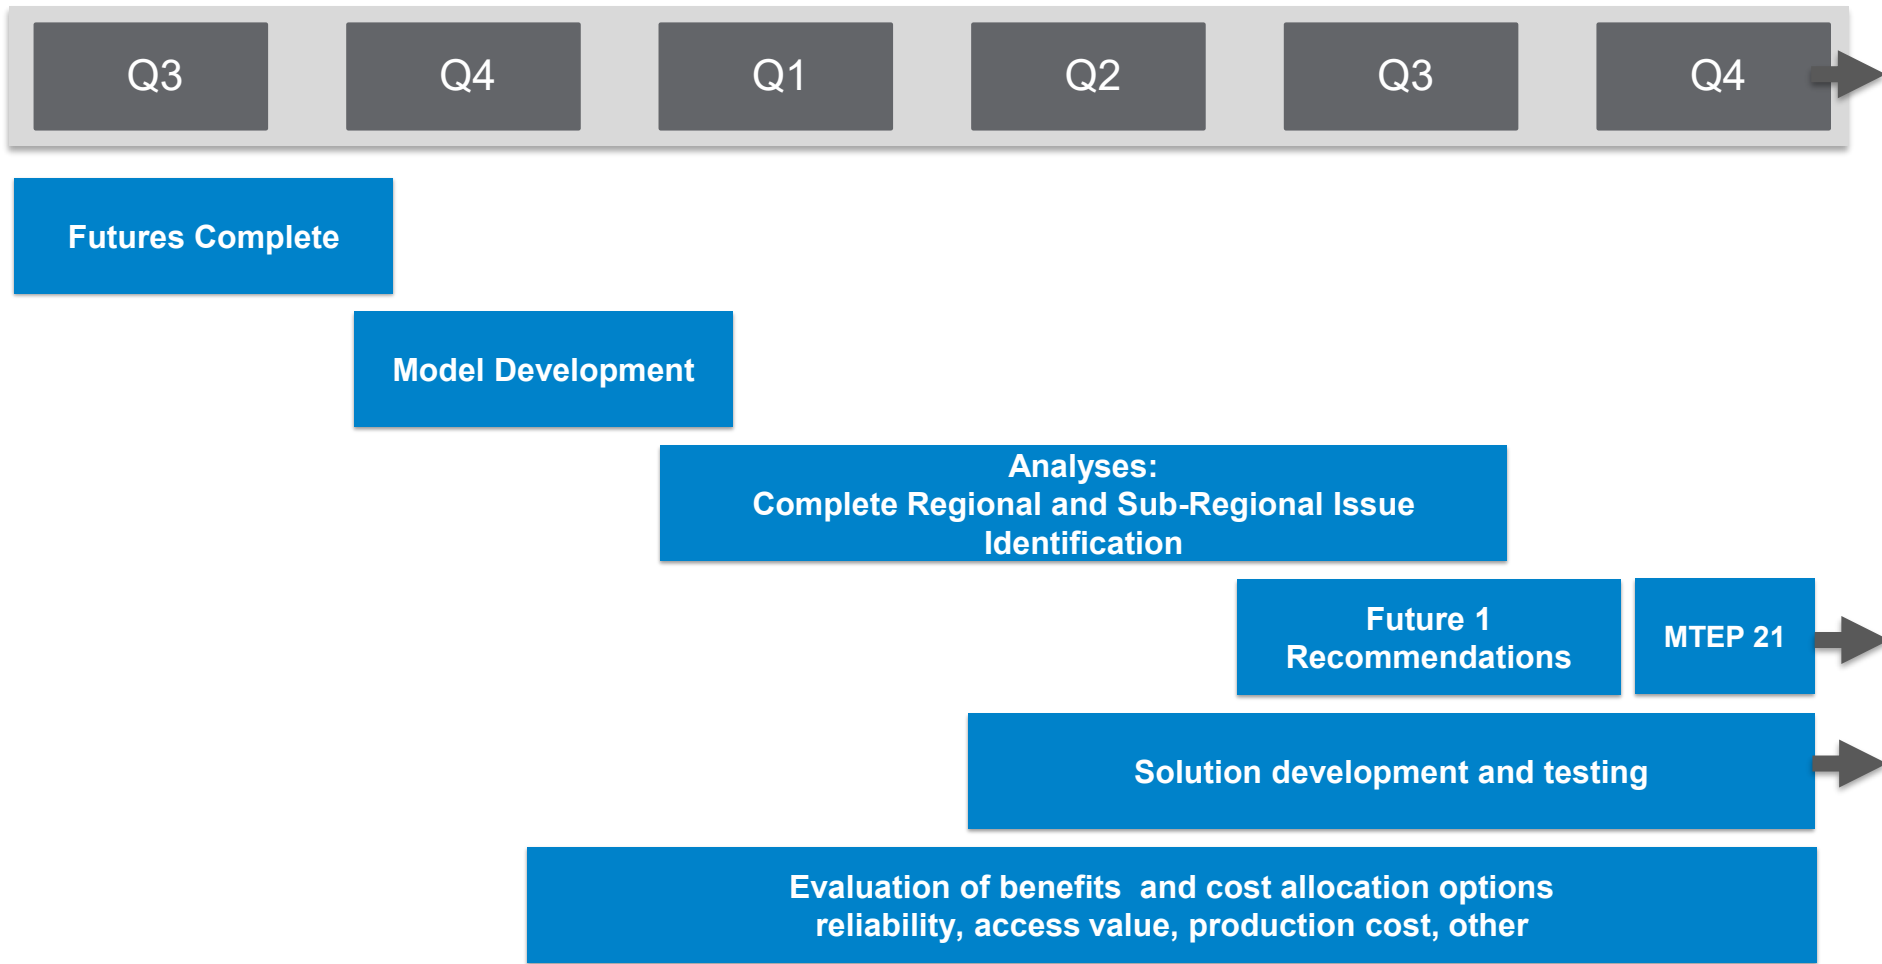 Q3 Q4 Q1 Q2 Q3 Q4
Futures Complete
Model Development
Analyses:
Complete Regional and Sub-Regional Issue
Identification
Future 1
Recommendations
MTEP 21
Solution development and testing
Evaluation of benefits  and cost allocation options
reliability, access value, production cost, other